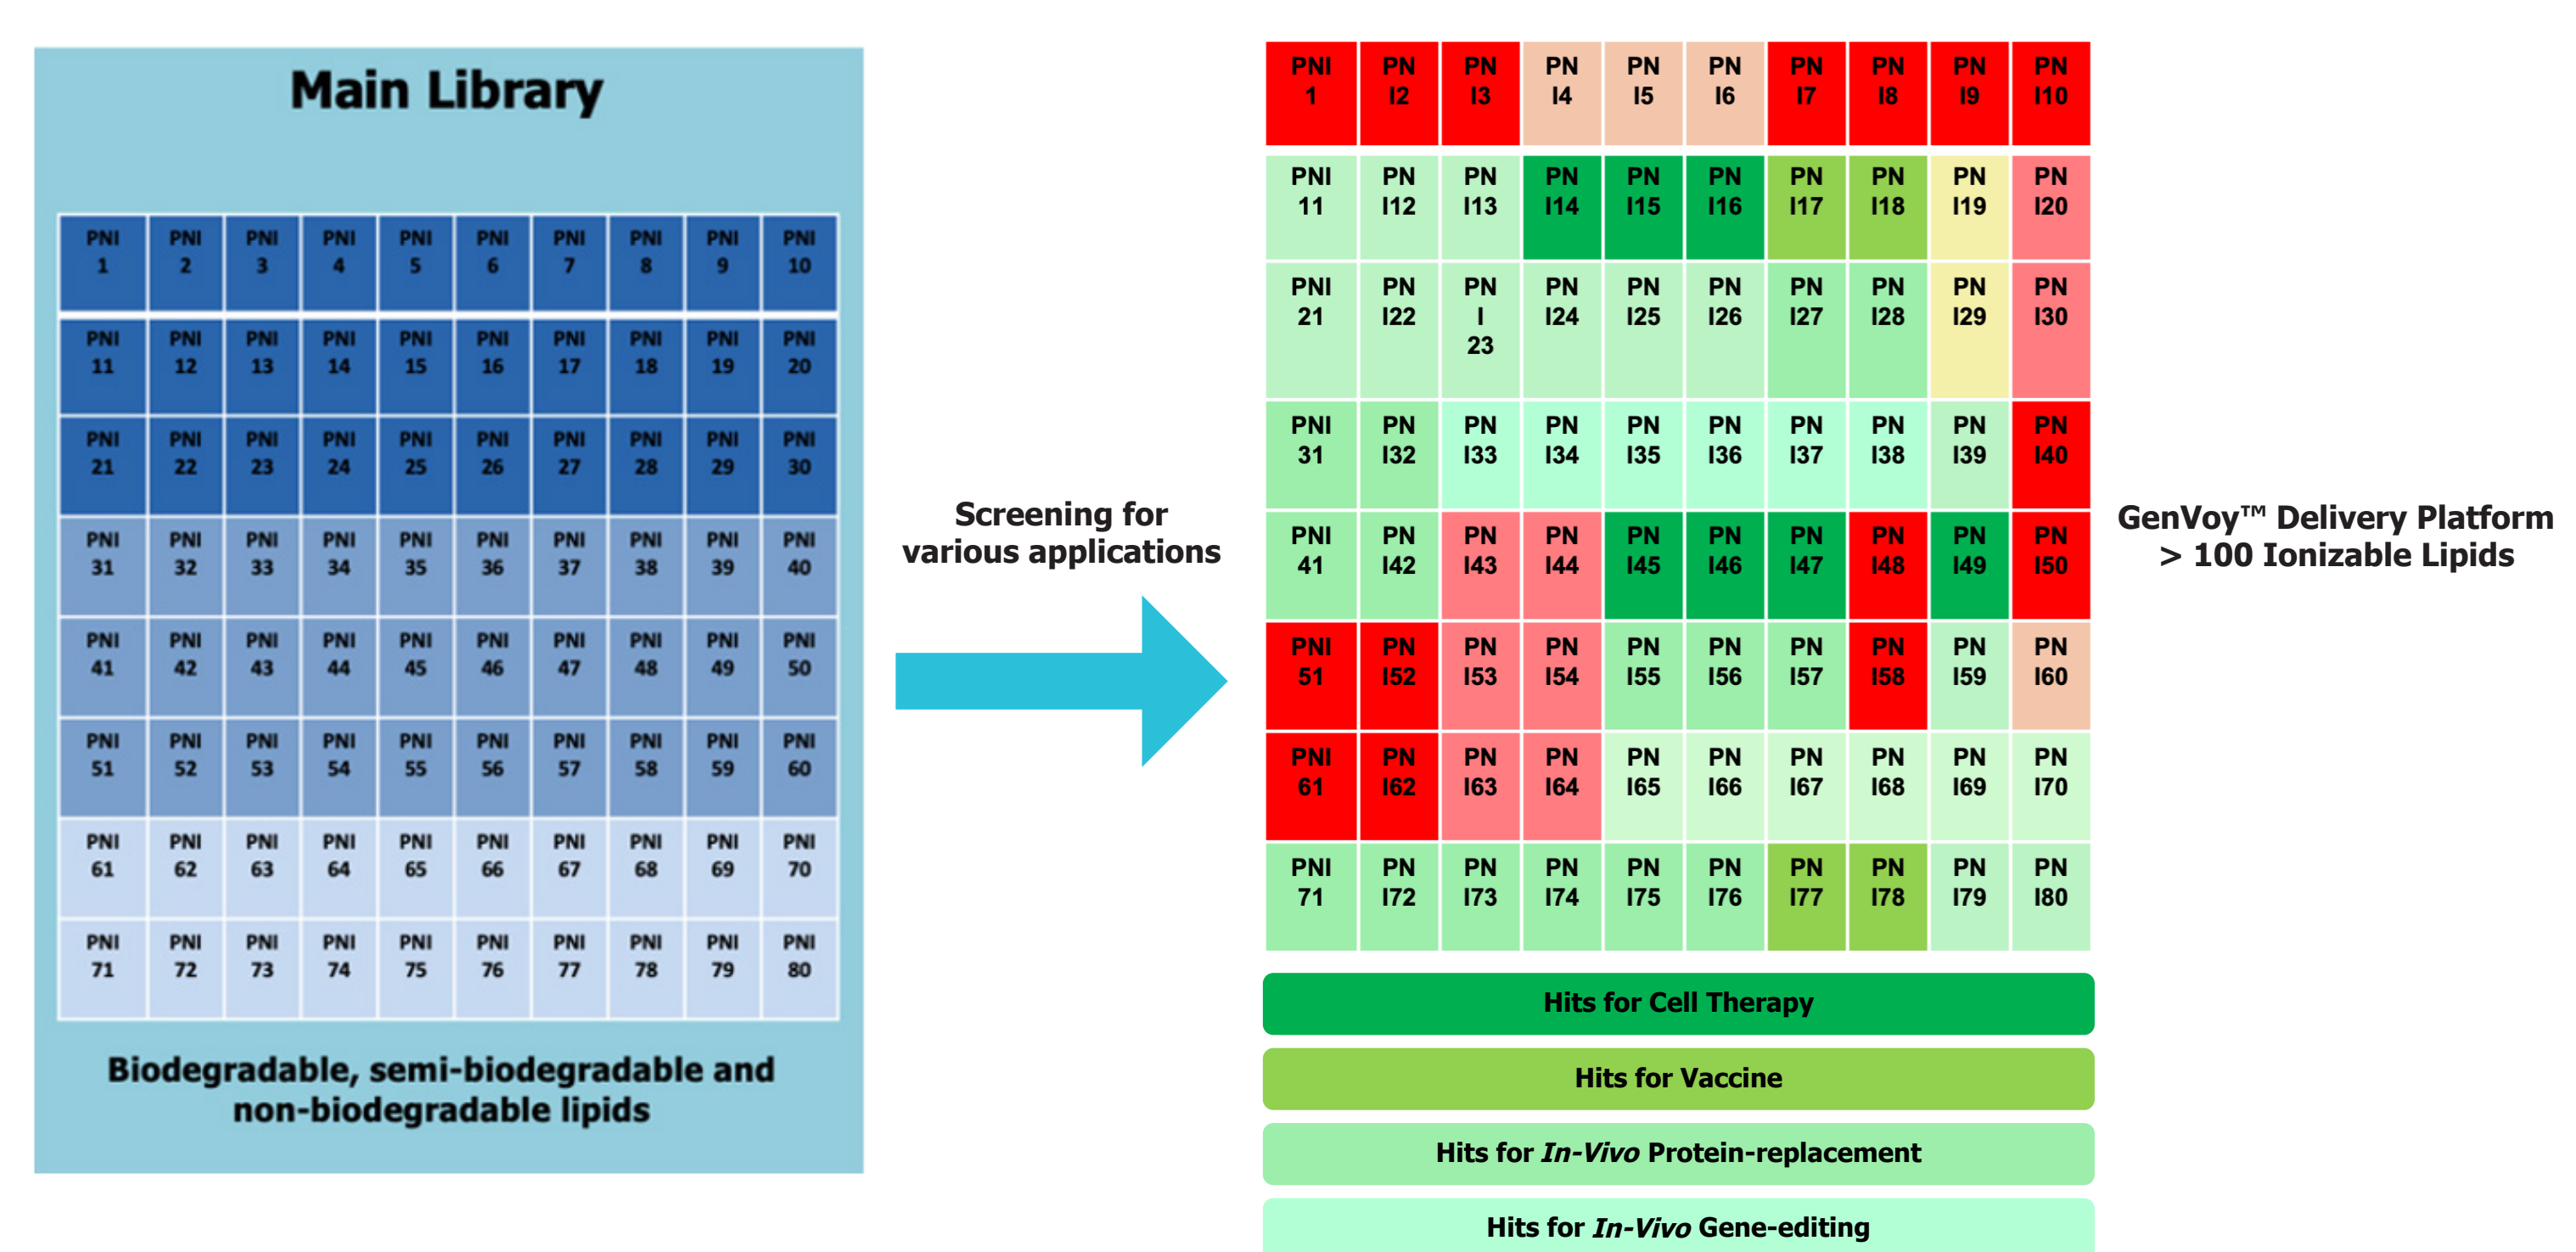 Main Library
PNI PNI PNI PNI PNI PNI PNI PNI PNI PNI
1 2 3 4 5 6 7 8 9 10
PNI PNI PNI PNI PNI PNI PNI PNI PNI PNI
11 12 13 14 15 16 17 18 19 20
PNI PNI PNI PNI PNI PNI PNI PNI PNI PNI
21 22 23 24 25 26 27 28 29 30
PNI PNI PNI PNI PNI PNI PNI PNI PNI PNI
31 32 33 34 35 36 37 38 39 40
PNI PNI PNI PNI PNI PNI PNI PNI PNI PNI
41 42 43 44 45 46 47 48 49 50
PNI PNI PNI PNI PNI PNI PNI PNI PNI PNI
51 52 53 54 55 56 57 58 59 60
PNI PNI PNI PNI PNI PNI PNI PNI PNI PNI
61 62 63 64 65 66 67 68 69 70
PNI PNI PNI PNI PNI PNI PNI PNI PNI PNI
71 72 73 74 75 76 77 78 79 80
Biodegradable, semi-biodegradable and
non-biodegradable lipids
Screening for
various applications
PNI PN PN PN PN PN PN PN PN PN
1 I2 I3 I4 I5 I6 I7 I8 I9 I10
PNI PN PN PN PN PN PN PN PN PN
11 I12 I13 I14 I15 I16 I17 I18 I19 I20
PNI PN PN PN PN PN PN PN PN PN
21 I22 I I24 I25 I26 I27 I28 I29 I30
23
PNI PN PN PN PN PN PN PN PN PN
31 I32 I33 I34 I35 I36 I37 I38 I39 I40
PNI PN PN PN PN PN PN PN PN PN
41 I42 I43 I44 I45 I46 I47 I48 I49 I50
PNI PN PN PN PN PN PN PN PN PN
51 I52 I53 I54 I55 I56 I57 I58 I59 I60
PNI PN PN PN PN PN PN PN PN PN
61 I62 I63 I64 I65 I66 I67 I68 I69 I70
PNI PN PN PN PN PN PN PN PN PN
71 I72 I73 I74 I75 I76 I77 I78 I79 I80
Hits for Cell Therapy
Hits for Vaccine
Hits for In-Vivo Protein-replacement
Hits for In-Vivo Gene-editing
GenVoy™ Delivery Platform
> 100 Ionizable Lipids